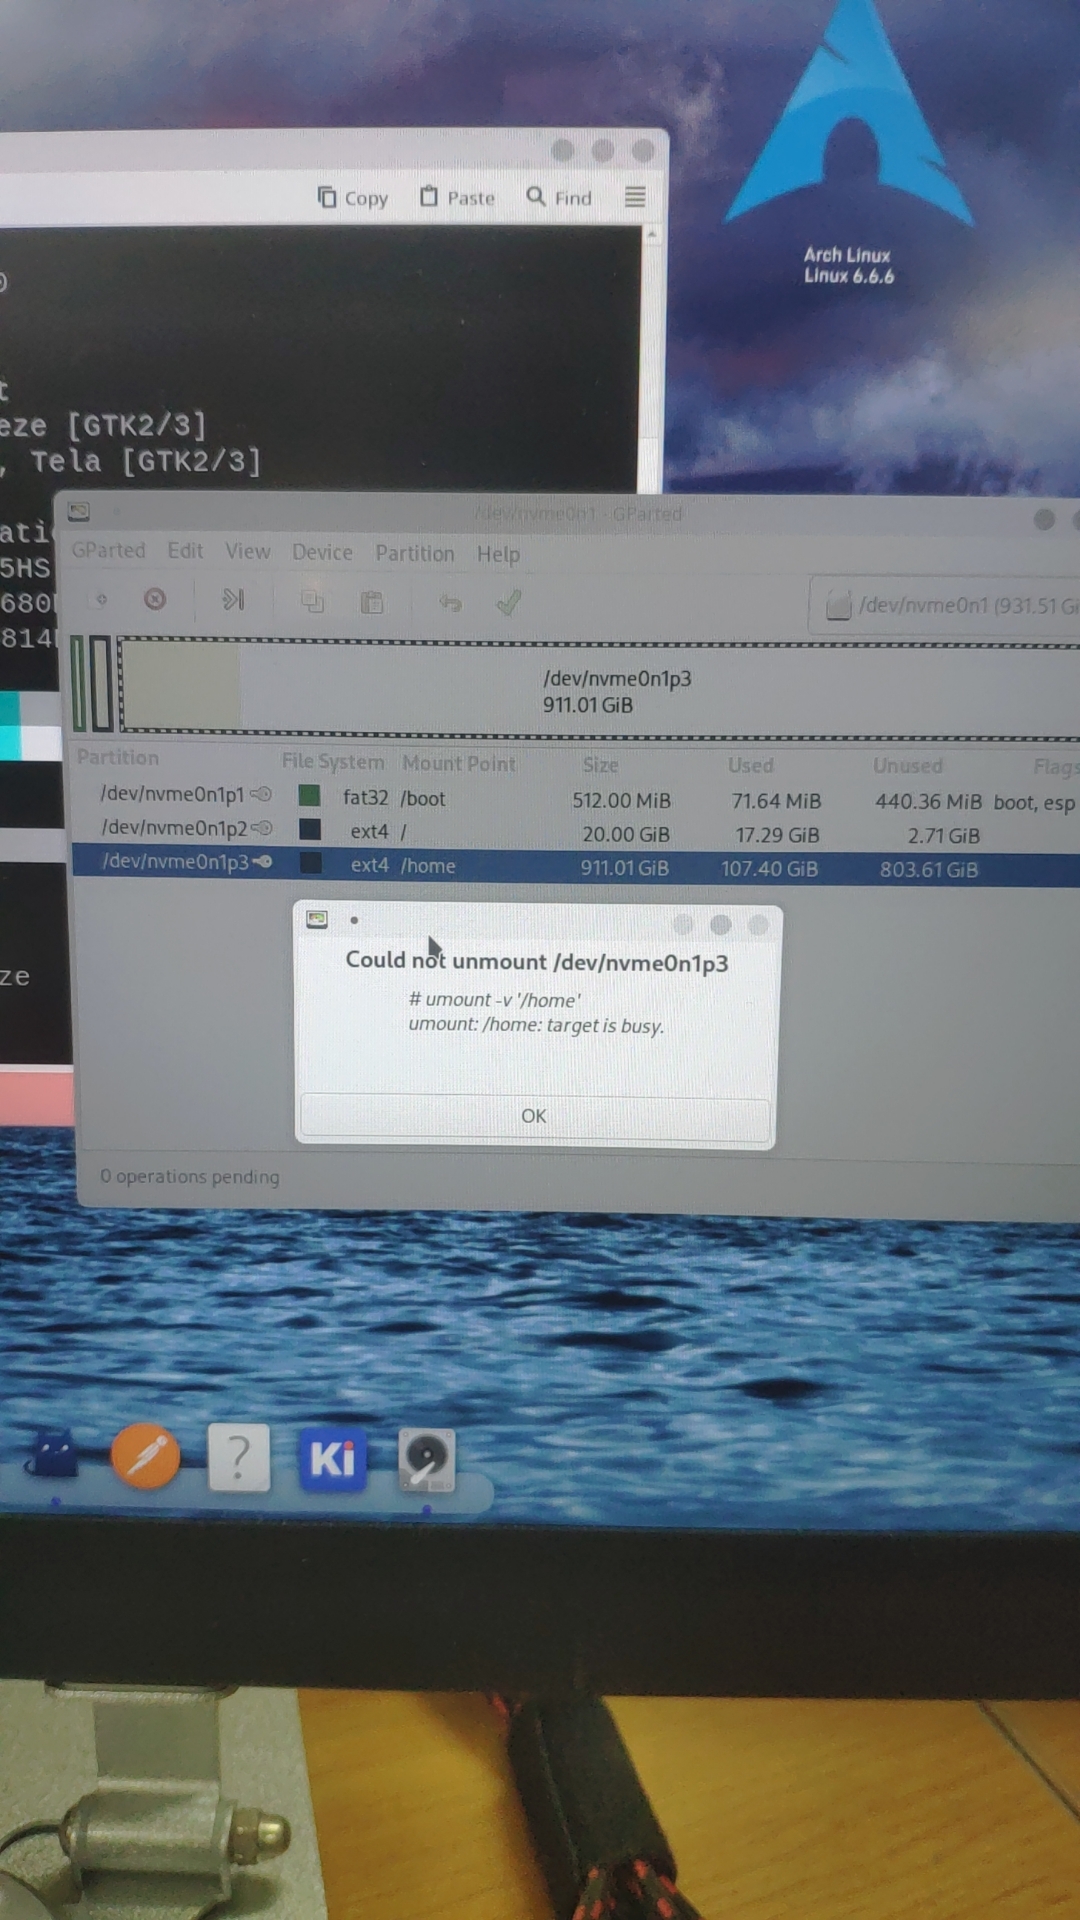 Copy Paste Find
Arch Linux
Linux 6.6.6
t
eze [GTK2/3]
, Tela [GTK2/3]
/dev/nvme0n1 - GParted
ati
GParted Edit View Device Partition Help
5HS
680
/dev/nvme0n1 (931.51 Gi
814
/dev/nvme0n1p3
911.01 GiB
Partition File System Mount Point Size Used Unused Flags
/dev/nvme0n1p1 fat32 /boot 512.00 MiB 71.64 MiB 440.36 MiB boot, esp
/dev/nvme0n1p2 ext4 / 20.00 GiB 17.29 GiB 2.71 GiB
/dev/nvme0n1p3 ext4 /home 911.01 GiB 107.40 GiB 803.61 GiB
Could not unmount /dev/nvme0n1p3
ze
# umount -v '/home'
umount: /home: target is busy.
OK
0 operations pending
?
Ki